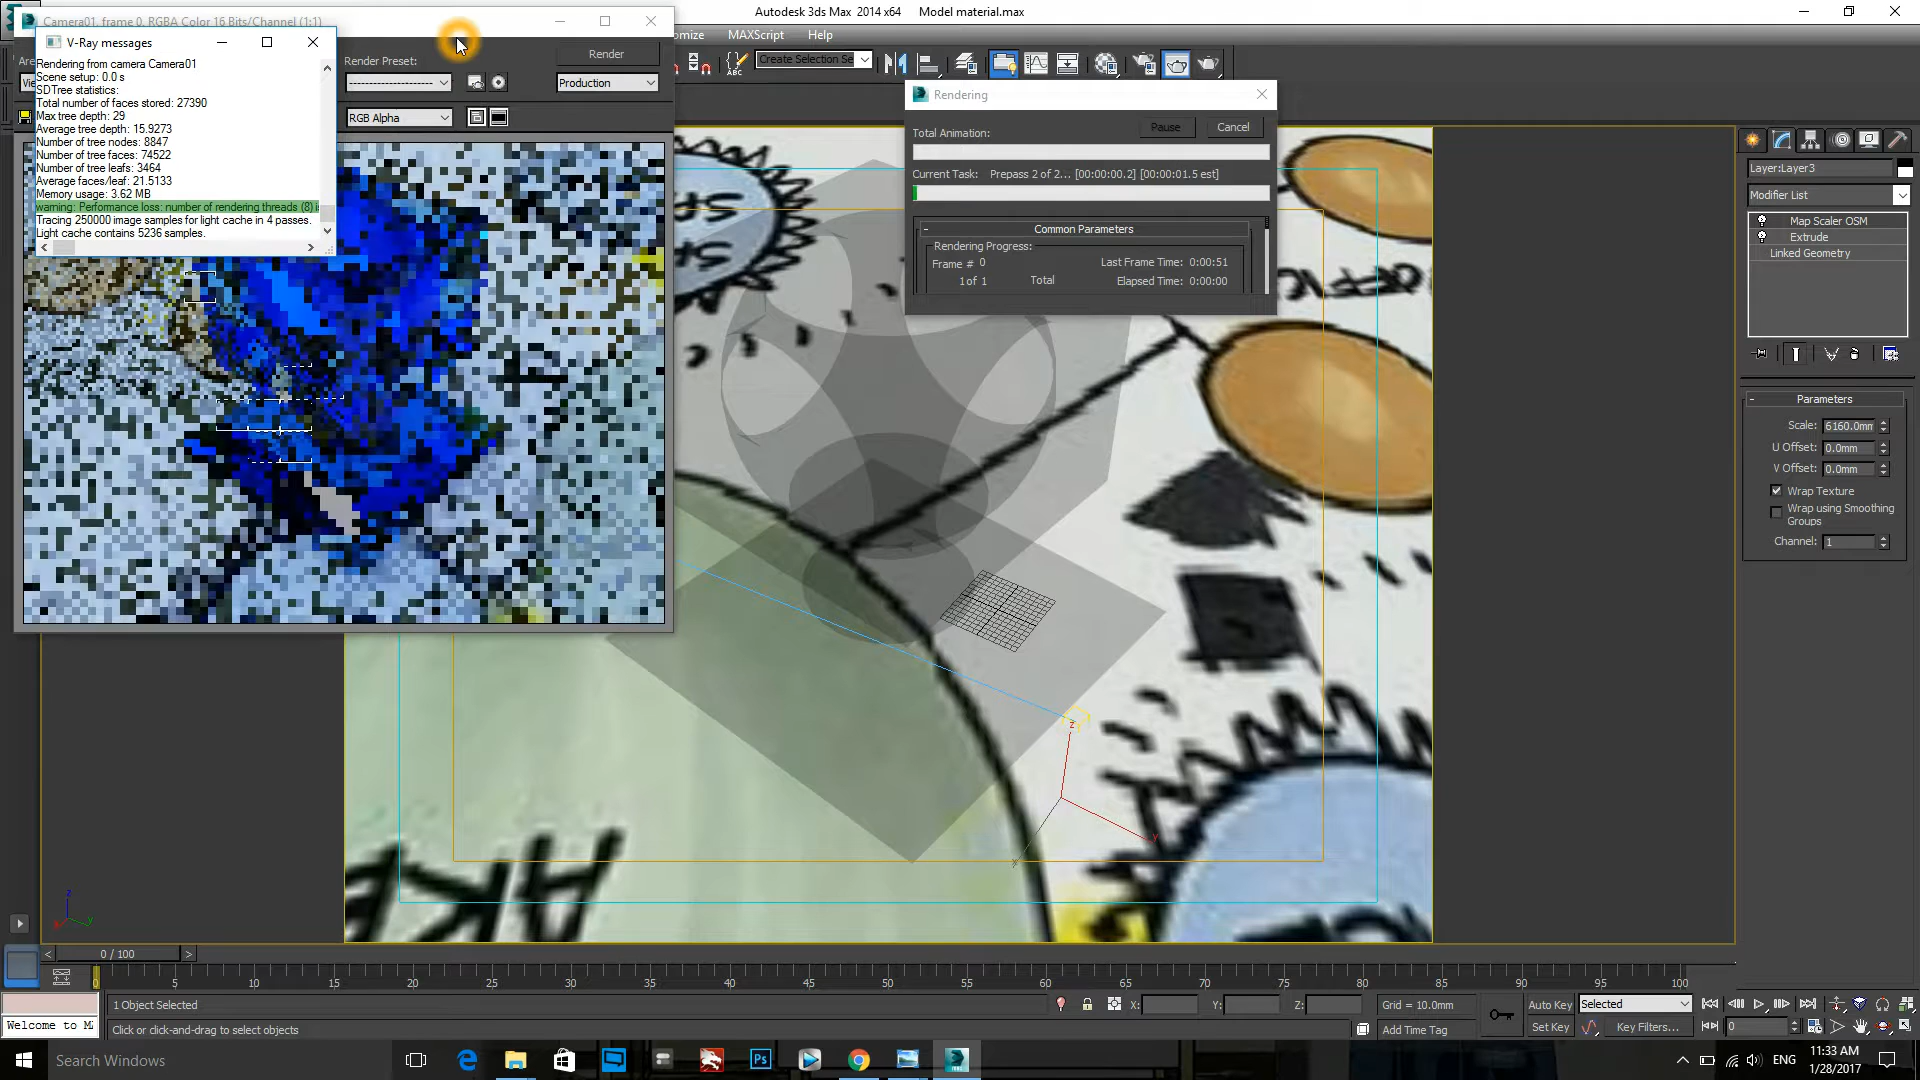 Camera01, frame 0, RGBA Color 16 Bits/Channel (1:1)
Autodesk 3ds Max 2014 x64 Model material.max
MAXScript Help
V-Ray messages
Rendering from camera Camera01
Scene setup: 0.0 s
SDTree statistics:
Total number of faces stored: 27390
Max tree depth: 29
Average tree depth: 15.9273
Number of tree nodes: 8847
Number of tree faces: 74522
Number of tree leafs: 3464
Average faces/leaf: 21.5133
Memory usage: 3.62 MB
warning: Performance loss: number of rendering threads (8) i
Tracing 250000 image samples for light cache in 4 passes.
Light cache contains 5236 samples.
Render Preset:
Render
Production
RGB Alpha
ABC
Create Selection Se
Rendering
Total Animation:
Pause
Cancel
Current Task: Prepass 2 of 2... [00:00:00.2] [00:00:01.5 est]
Common Parameters
Rendering Progress:
Frame # 0
Last Frame Time: 0:00:51
1 of 1
Total
Elapsed Time: 0:00:00
Layer:Layer3
Modifier List
Map Scaler OSM
Extrude
Linked Geometry
Parameters
Scale: 6160.0mm
U Offset: 0.0mm
V Offset: 0.0mm
Wrap Texture
Wrap using Smoothing
Groups
Channel: 1
z
y
x
0 / 100
0 5 10 15 20 25 30 35 40 45 50 55 60 65 70 75 80 85 90 95 100
1 Object Selected
X:
Y:
Z:
Grid = 10.0mm
Auto Key
Selected
Welcome to M
Click or click-and-drag to select objects
Add Time Tag
Set Key
Key Filters...
0
Search Windows
Ps
ENG
11:33 AM
1/28/2017